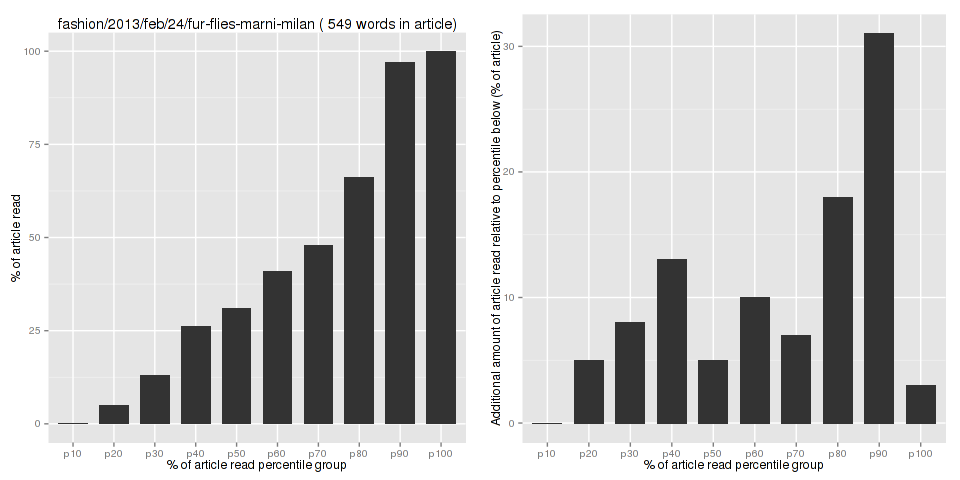 fashion/2013/feb/24/fur-flies-marni-milan ( 549 words in article)
% of article read
100
75
50
25
0
p10 p20 p30 p40 p50 p60 p70 p80 p90 p100
% of article read percentile group
Additional amount of article read relative to percentile below (% of article)
30
20
10
0
p10 p20 p30 p40 p50 p60 p70 p80 p90 p100
% of article read percentile group